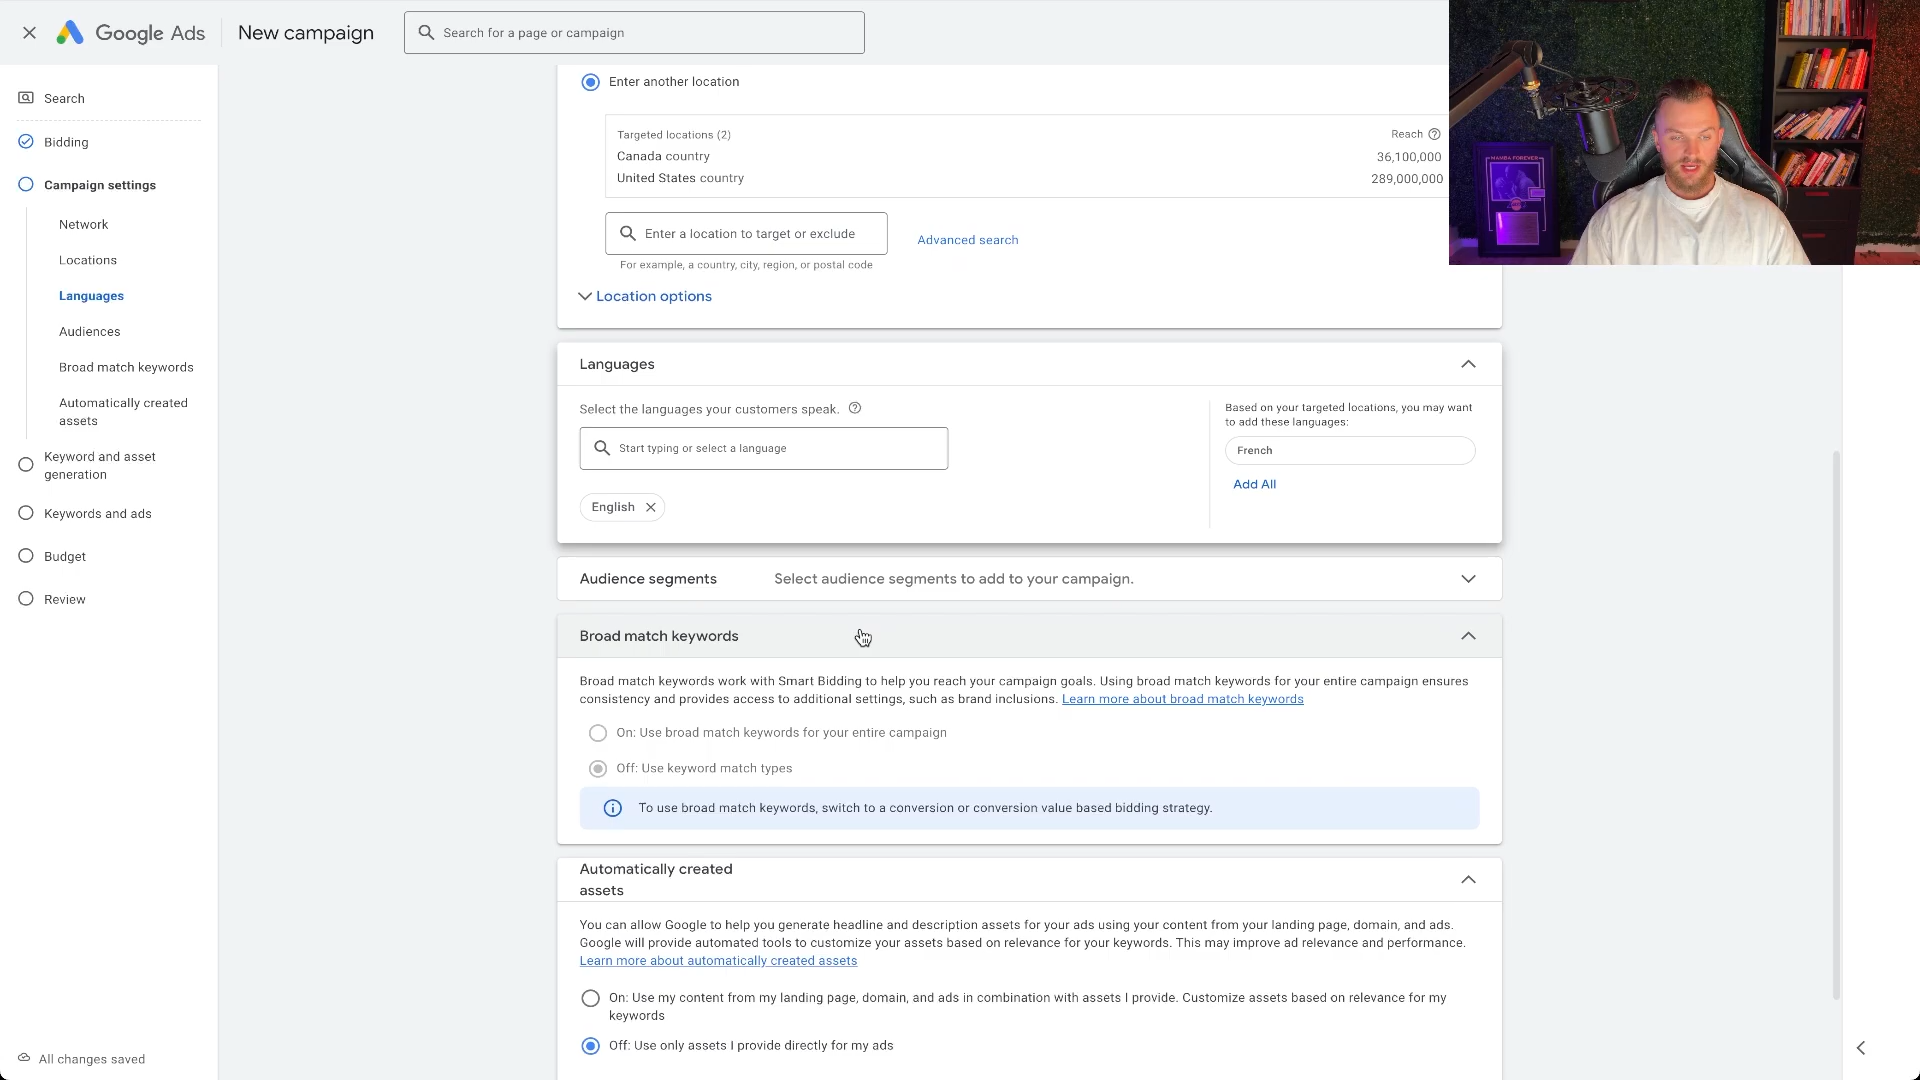 Google Ads
New campaign
Search for a page or campaign
Search
Bidding
Campaign settings
Network
Locations
Languages
Audiences
Broad match keywords
Automatically created
assets
Keyword and asset
generation
Keywords and ads
Budget
Review
All changes saved
Enter another location
Targeted locations (2)
Reach
Canada country
36,100,000
United States country
289,000,000
Enter a location to target or exclude
Advanced search
For example, a country, city, region, or postal code
Location options
Languages
Select the languages your customers speak.
Start typing or select a language
English
Based on your targeted locations, you may want
to add these languages:
French
Add All
Audience segments
Select audience segments to add to your campaign.
Broad match keywords
Broad match keywords work with Smart Bidding to help you reach your campaign goals. Using broad match keywords for your entire campaign ensures
consistency and provides access to additional settings, such as brand inclusions. Learn more about broad match keywords
On: Use broad match keywords for your entire campaign
Off: Use keyword match types
To use broad match keywords, switch to a conversion or conversion value based bidding strategy.
Automatically created
assets
You can allow Google to help you generate headline and description assets for your ads using your content from your landing page, domain, and ads.
Google will provide automated tools to customize your assets based on relevance for your keywords. This may improve ad relevance and performance.
Learn more about automatically created assets
On: Use my content from my landing page, domain, and ads in combination with assets I provide. Customize assets based on relevance for my
keywords
Off: Use only assets I provide directly for my ads
MAMBA FOREVER